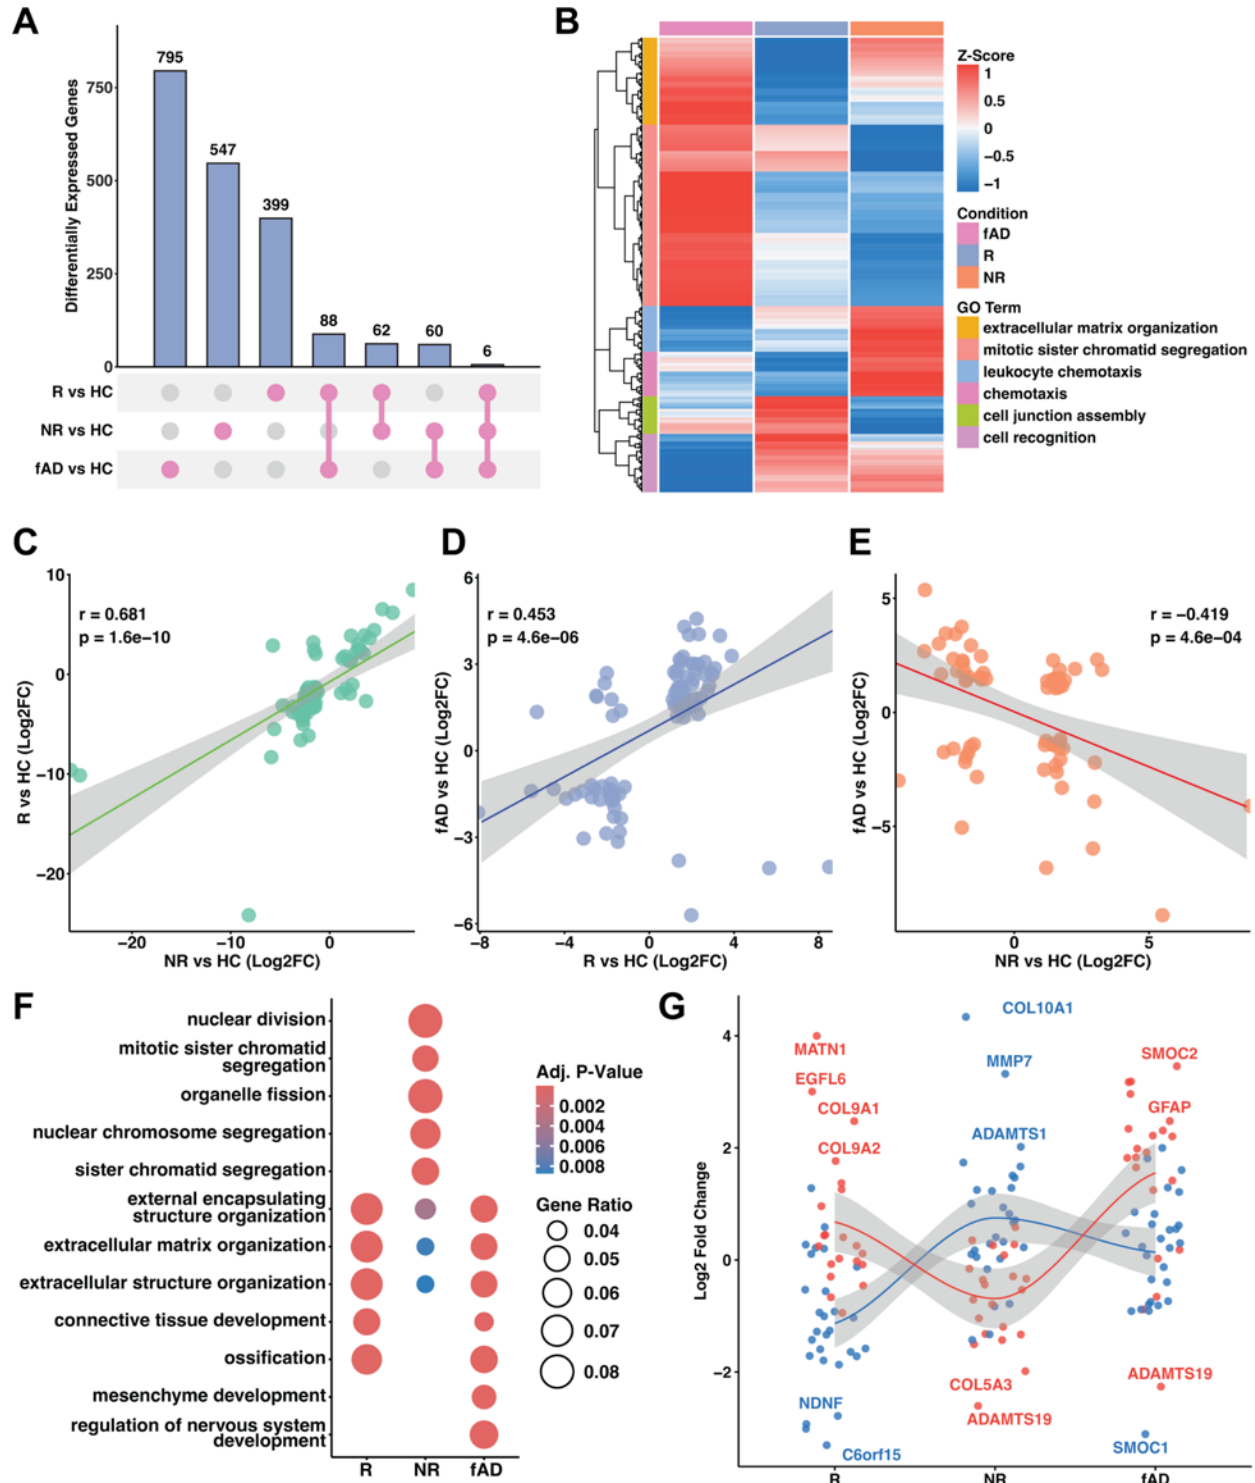 A
Differentially Expressed Genes
750
500
250
0
795
547
399
88
62
60
6
R vs HC
NR vs HC
fAD vs HC
B
Z-Score
1
0.5
0
−0.5
−1
Condition
fAD
R
NR
GO Term
extracellular matrix organization
mitotic sister chromatid segregation
leukocyte chemotaxis
chemotaxis
cell junction assembly
cell recognition
C
R vs HC (Log2FC)
10
0
−10
−20
r = 0.681
p = 1.6e−10
−20
−10
0
NR vs HC (Log2FC)
D
fAD vs HC (Log2FC)
6
3
0
−3
−6
r = 0.453
p = 4.6e−06
−8
−4
0
4
8
R vs HC (Log2FC)
E
fAD vs HC (Log2FC)
5
0
−5
r = −0.419
p = 4.6e−04
0
5
NR vs HC (Log2FC)
F
nuclear division
mitotic sister chromatid
segregation
organelle fission
nuclear chromosome segregation
sister chromatid segregation
external encapsulating
structure organization
extracellular matrix organization
extracellular structure organization
connective tissue development
ossification
mesenchyme development
regulation of nervous system
development
R
NR
fAD
Adj. P-Value
0.002
0.004
0.006
0.008
Gene Ratio
0.04
0.05
0.06
0.07
0.08
G
Log2 Fold Change
4
2
0
−2
MATN1
EGFL6
COL9A1
COL9A2
NDNF
C6orf15
COL10A1
MMP7
ADAMTS1
COL5A3
ADAMTS19
SMOC2
GFAP
ADAMTS19
SMOC1
R
NR
fAD